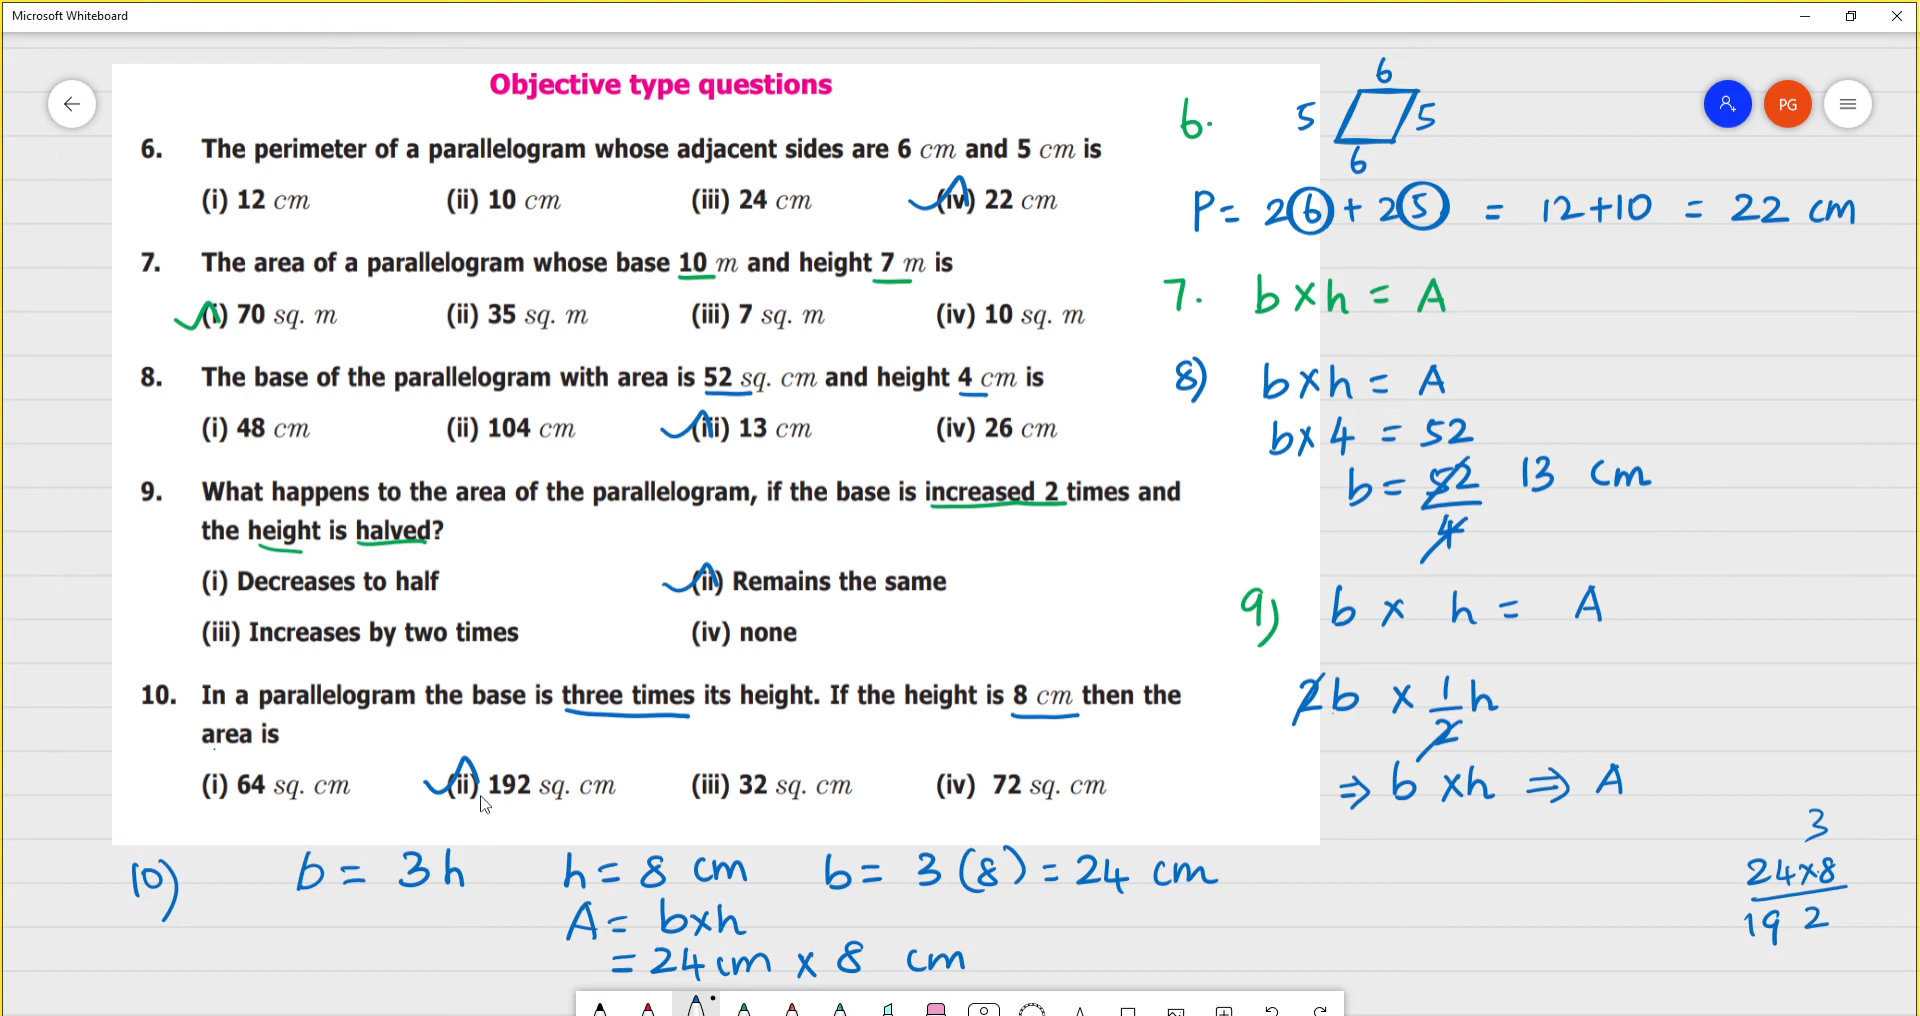 Microsoft Whiteboard
Objective type questions
6. The perimeter of a parallelogram whose adjacent sides are 6 cm and 5 cm is
(i) 12 cm (ii) 10 cm (iii) 24 cm (iv) 22 cm
7. The area of a parallelogram whose base 10 m and height 7 m is
(i) 70 sq. m (ii) 35 sq. m (iii) 7 sq. m (iv) 10 sq. m
8. The base of the parallelogram with area is 52 sq. cm and height 4 cm is
(i) 48 cm (ii) 104 cm (iii) 13 cm (iv) 26 cm
9. What happens to the area of the parallelogram, if the base is increased 2 times and
the height is halved?
(i) Decreases to half (ii) Remains the same
(iii) Increases by two times (iv) none
10. In a parallelogram the base is three times its height. If the height is 8 cm then the
area is
(i) 64 sq. cm (ii) 192 sq. cm (iii) 32 sq. cm (iv) 72 sq. cm
PG
6
6. 5 5
6
P = 2(6) + 2(5) = 12+10 = 22 cm
7. b×h = A
8) b×h = A
b×4 = 52
b = 52/4 13 cm
9) b × h = A
2b × 1/2 h
⇒ b ×h ⇒ A
10) b = 3h h = 8 cm b = 3(8) = 24 cm
A = b×h
= 24cm × 8 cm
3
24×8
192